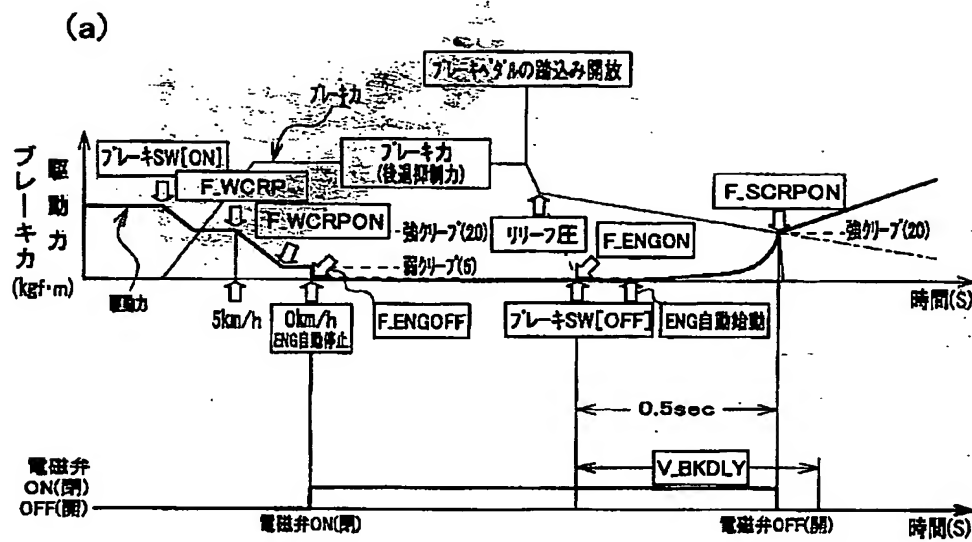 (a)
ブレーキペダルの踏込み開放
ブレーキ力
ブレーキSW[ON]
ブレーキ力
(後退抑制力)
F_WCRP
F_SCRPON
駆動力
ブレーキ力
(kgf·m)
F_WCRPON
強クリープ(20)
リリーフ圧
F_ENGON
強クリープ(20)
弱クリープ(5)
駆動力
時間(S)
5km/h
0km/h
ENG自動停止
F_ENGOFF
ブレーキSW[OFF]
ENG自動始動
0.5sec
V_BKDLY
電磁弁
ON(閉)
OFF(開)
電磁弁ON(閉)
電磁弁OFF(開)
時間(S)